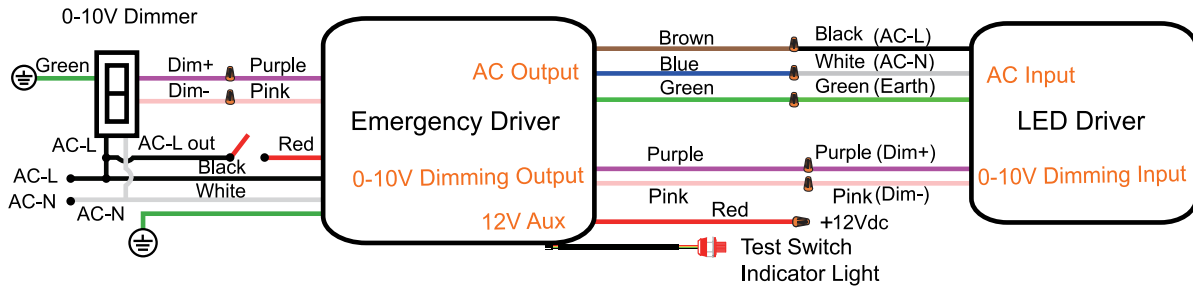 0-10V Dimmer
Green
Dim+
Purple
Dim-
Pink
AC-L
AC-L out
Red
AC-L
Black
AC-N
AC-N
White
Emergency Driver
AC Output
0-10V Dimming Output
12V Aux
Brown
Black (AC-L)
Blue
White (AC-N)
Green
Green (Earth)
Purple
Purple (Dim+)
Pink
Pink (Dim-)
Red
+12Vdc
Test Switch
Indicator Light
AC Input
LED Driver
0-10V Dimming Input